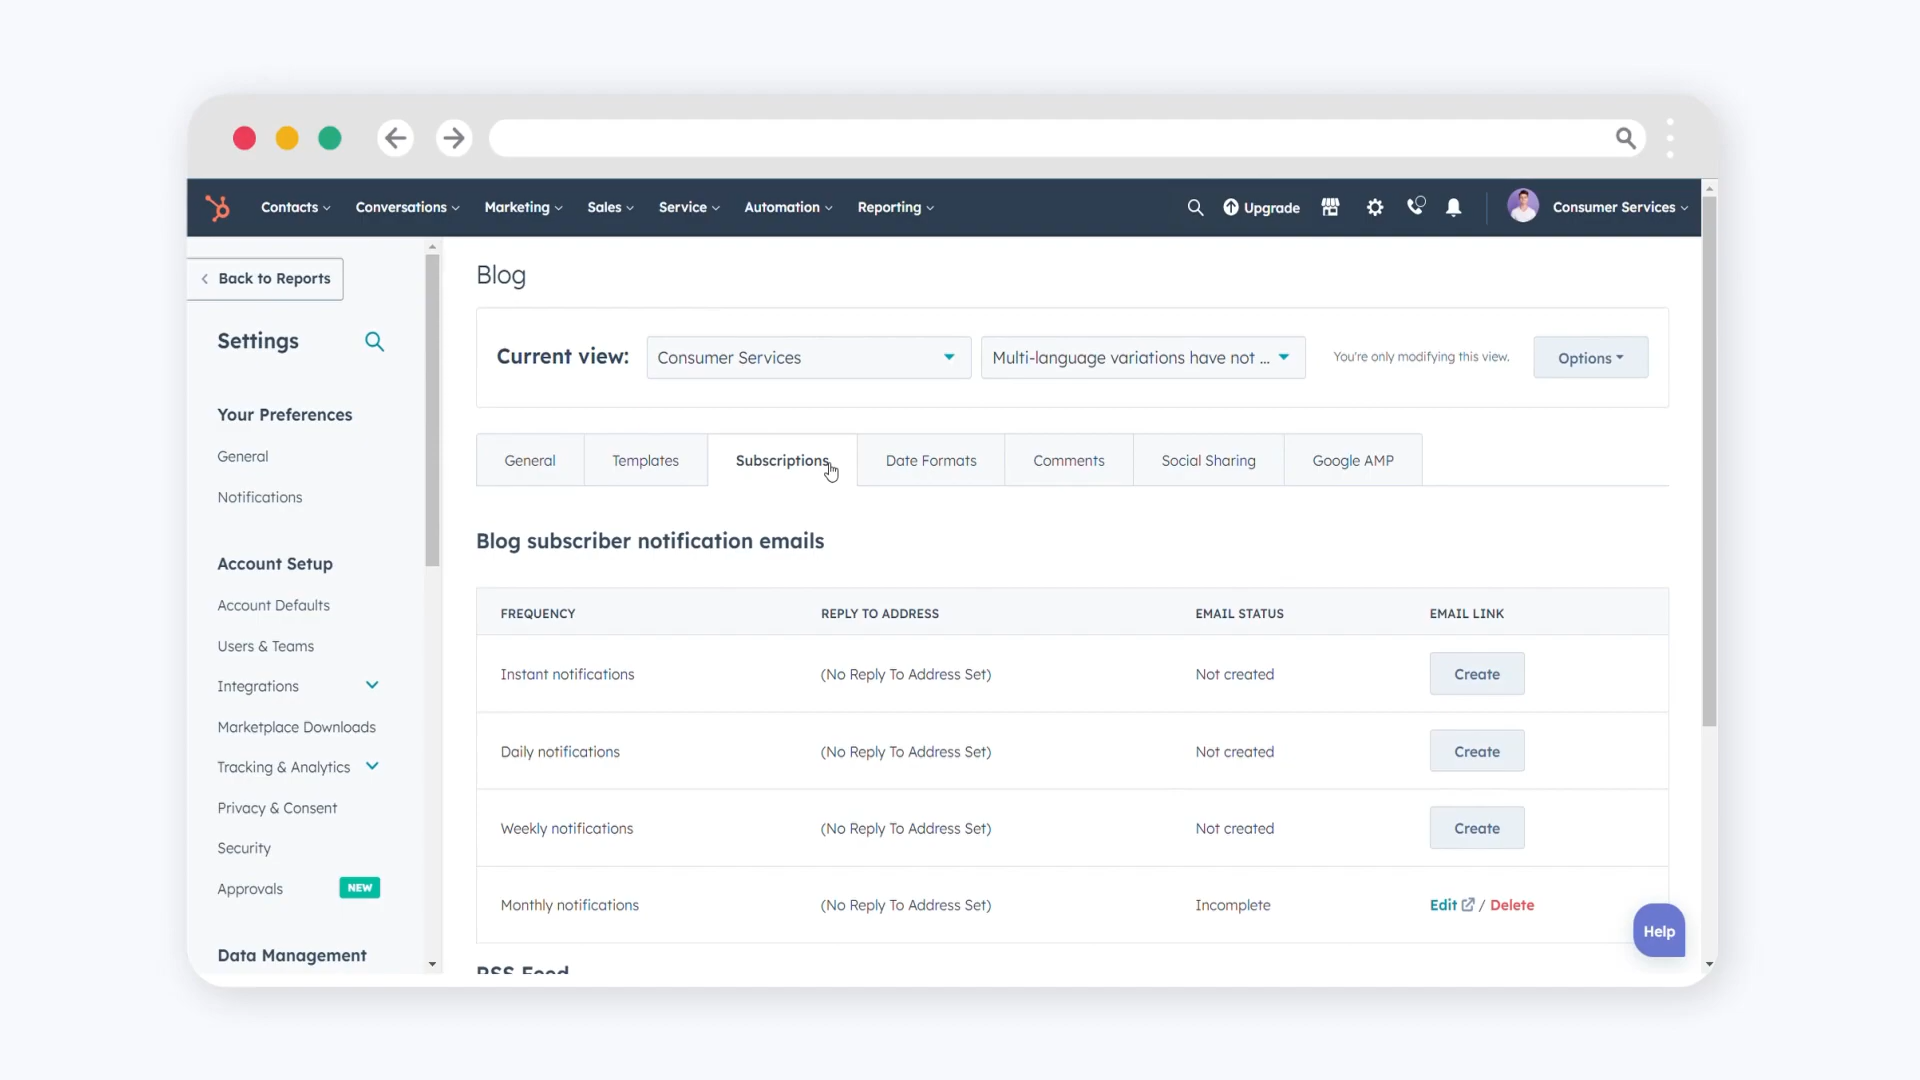 Contacts Conversations Marketing Sales Service Automation Reporting Upgrade Consumer Services
Back to Reports
Settings
Your Preferences
General
Notifications
Account Setup
Account Defaults
Users & Teams
Integrations
Marketplace Downloads
Tracking & Analytics
Privacy & Consent
Security
Approvals NEW
Data Management
Blog
Current view: Consumer Services Multi-language variations have not ... You're only modifying this view. Options
General Templates Subscriptions Date Formats Comments Social Sharing Google AMP
Blog subscriber notification emails
FREQUENCY REPLY TO ADDRESS EMAIL STATUS EMAIL LINK
Instant notifications (No Reply To Address Set) Not created Create
Daily notifications (No Reply To Address Set) Not created Create
Weekly notifications (No Reply To Address Set) Not created Create
Monthly notifications (No Reply To Address Set) Incomplete Edit / Delete
Help
RSS Feed